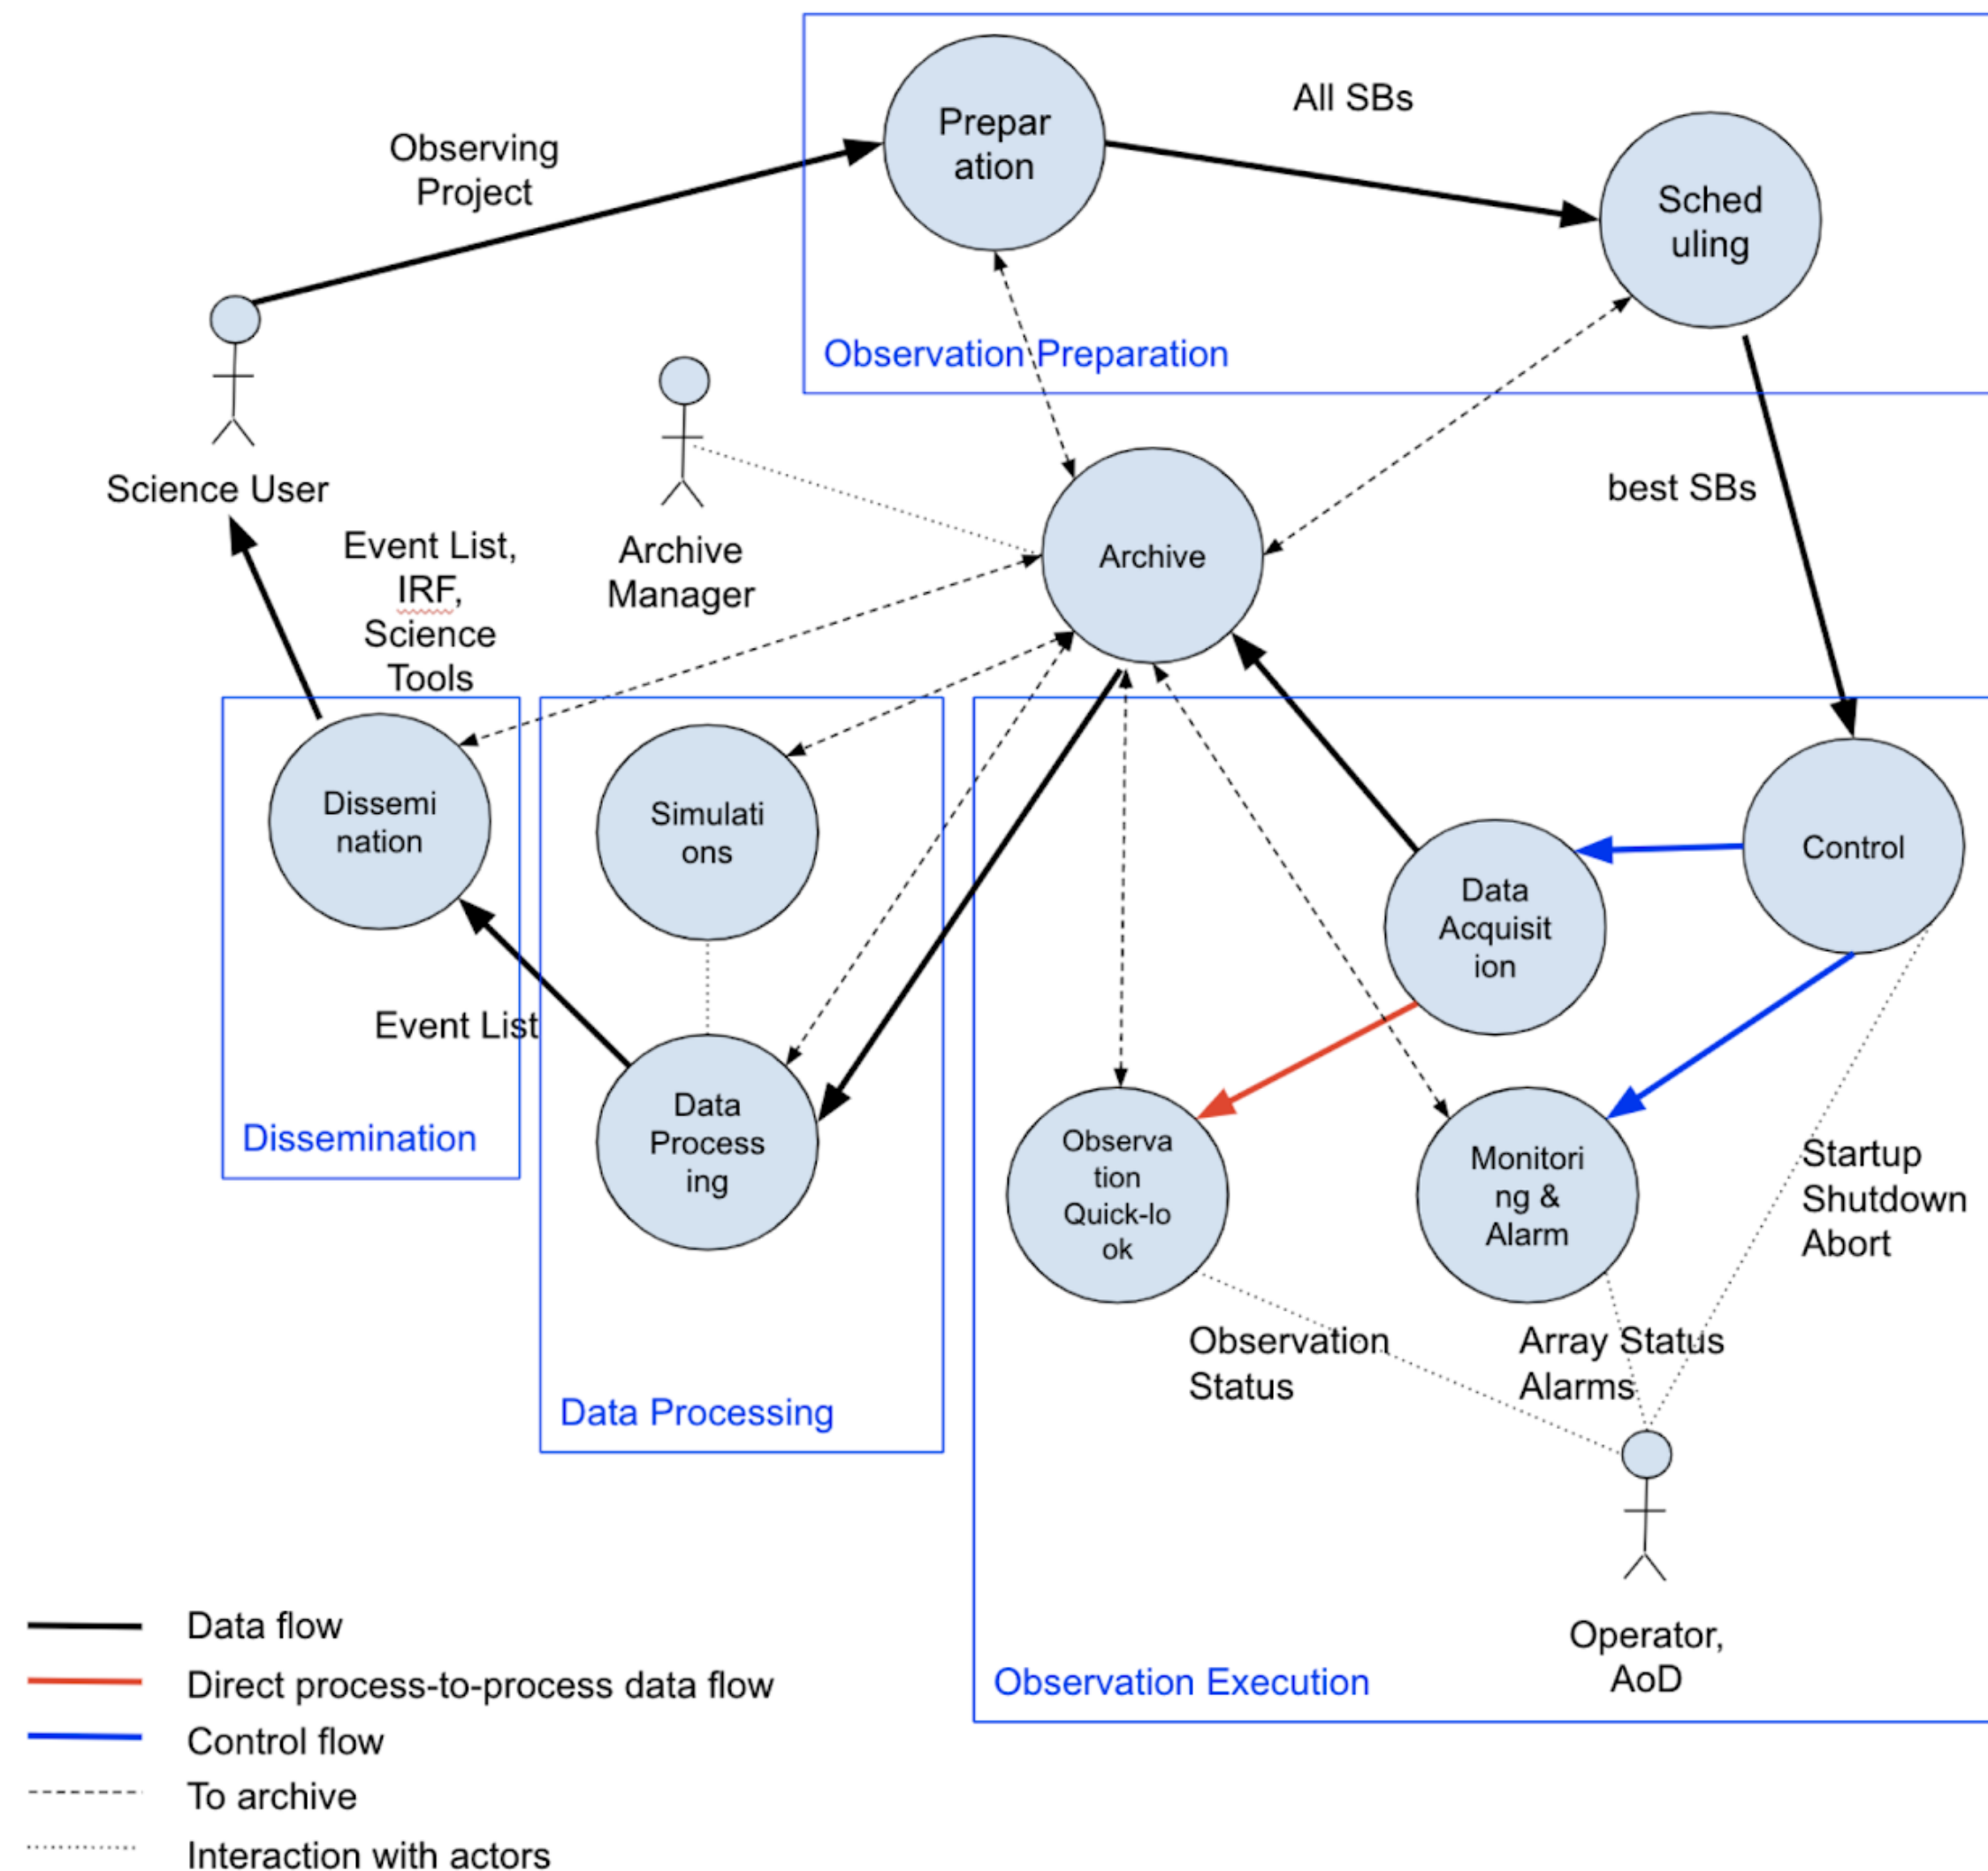 All SBs
Prepar
ation
Observing
Project
Sched
uling
Observation Preparation
Science User
best SBs
Event List,
IRF,
Science
Tools
Archive
Manager
Archive
Dissemi
nation
Simulati
ons
Control
Data
Acquisit
ion
Event List
Data
Process
ing
Dissemination
Observa
tion
Quick-lo
ok
Monitori
ng &
Alarm
Startup
Shutdown
Abort
Observation
Status
Array Status
Alarms
Data Processing
Operator,
AoD
Observation Execution
Data flow
Direct process-to-process data flow
Control flow
To archive
Interaction with actors